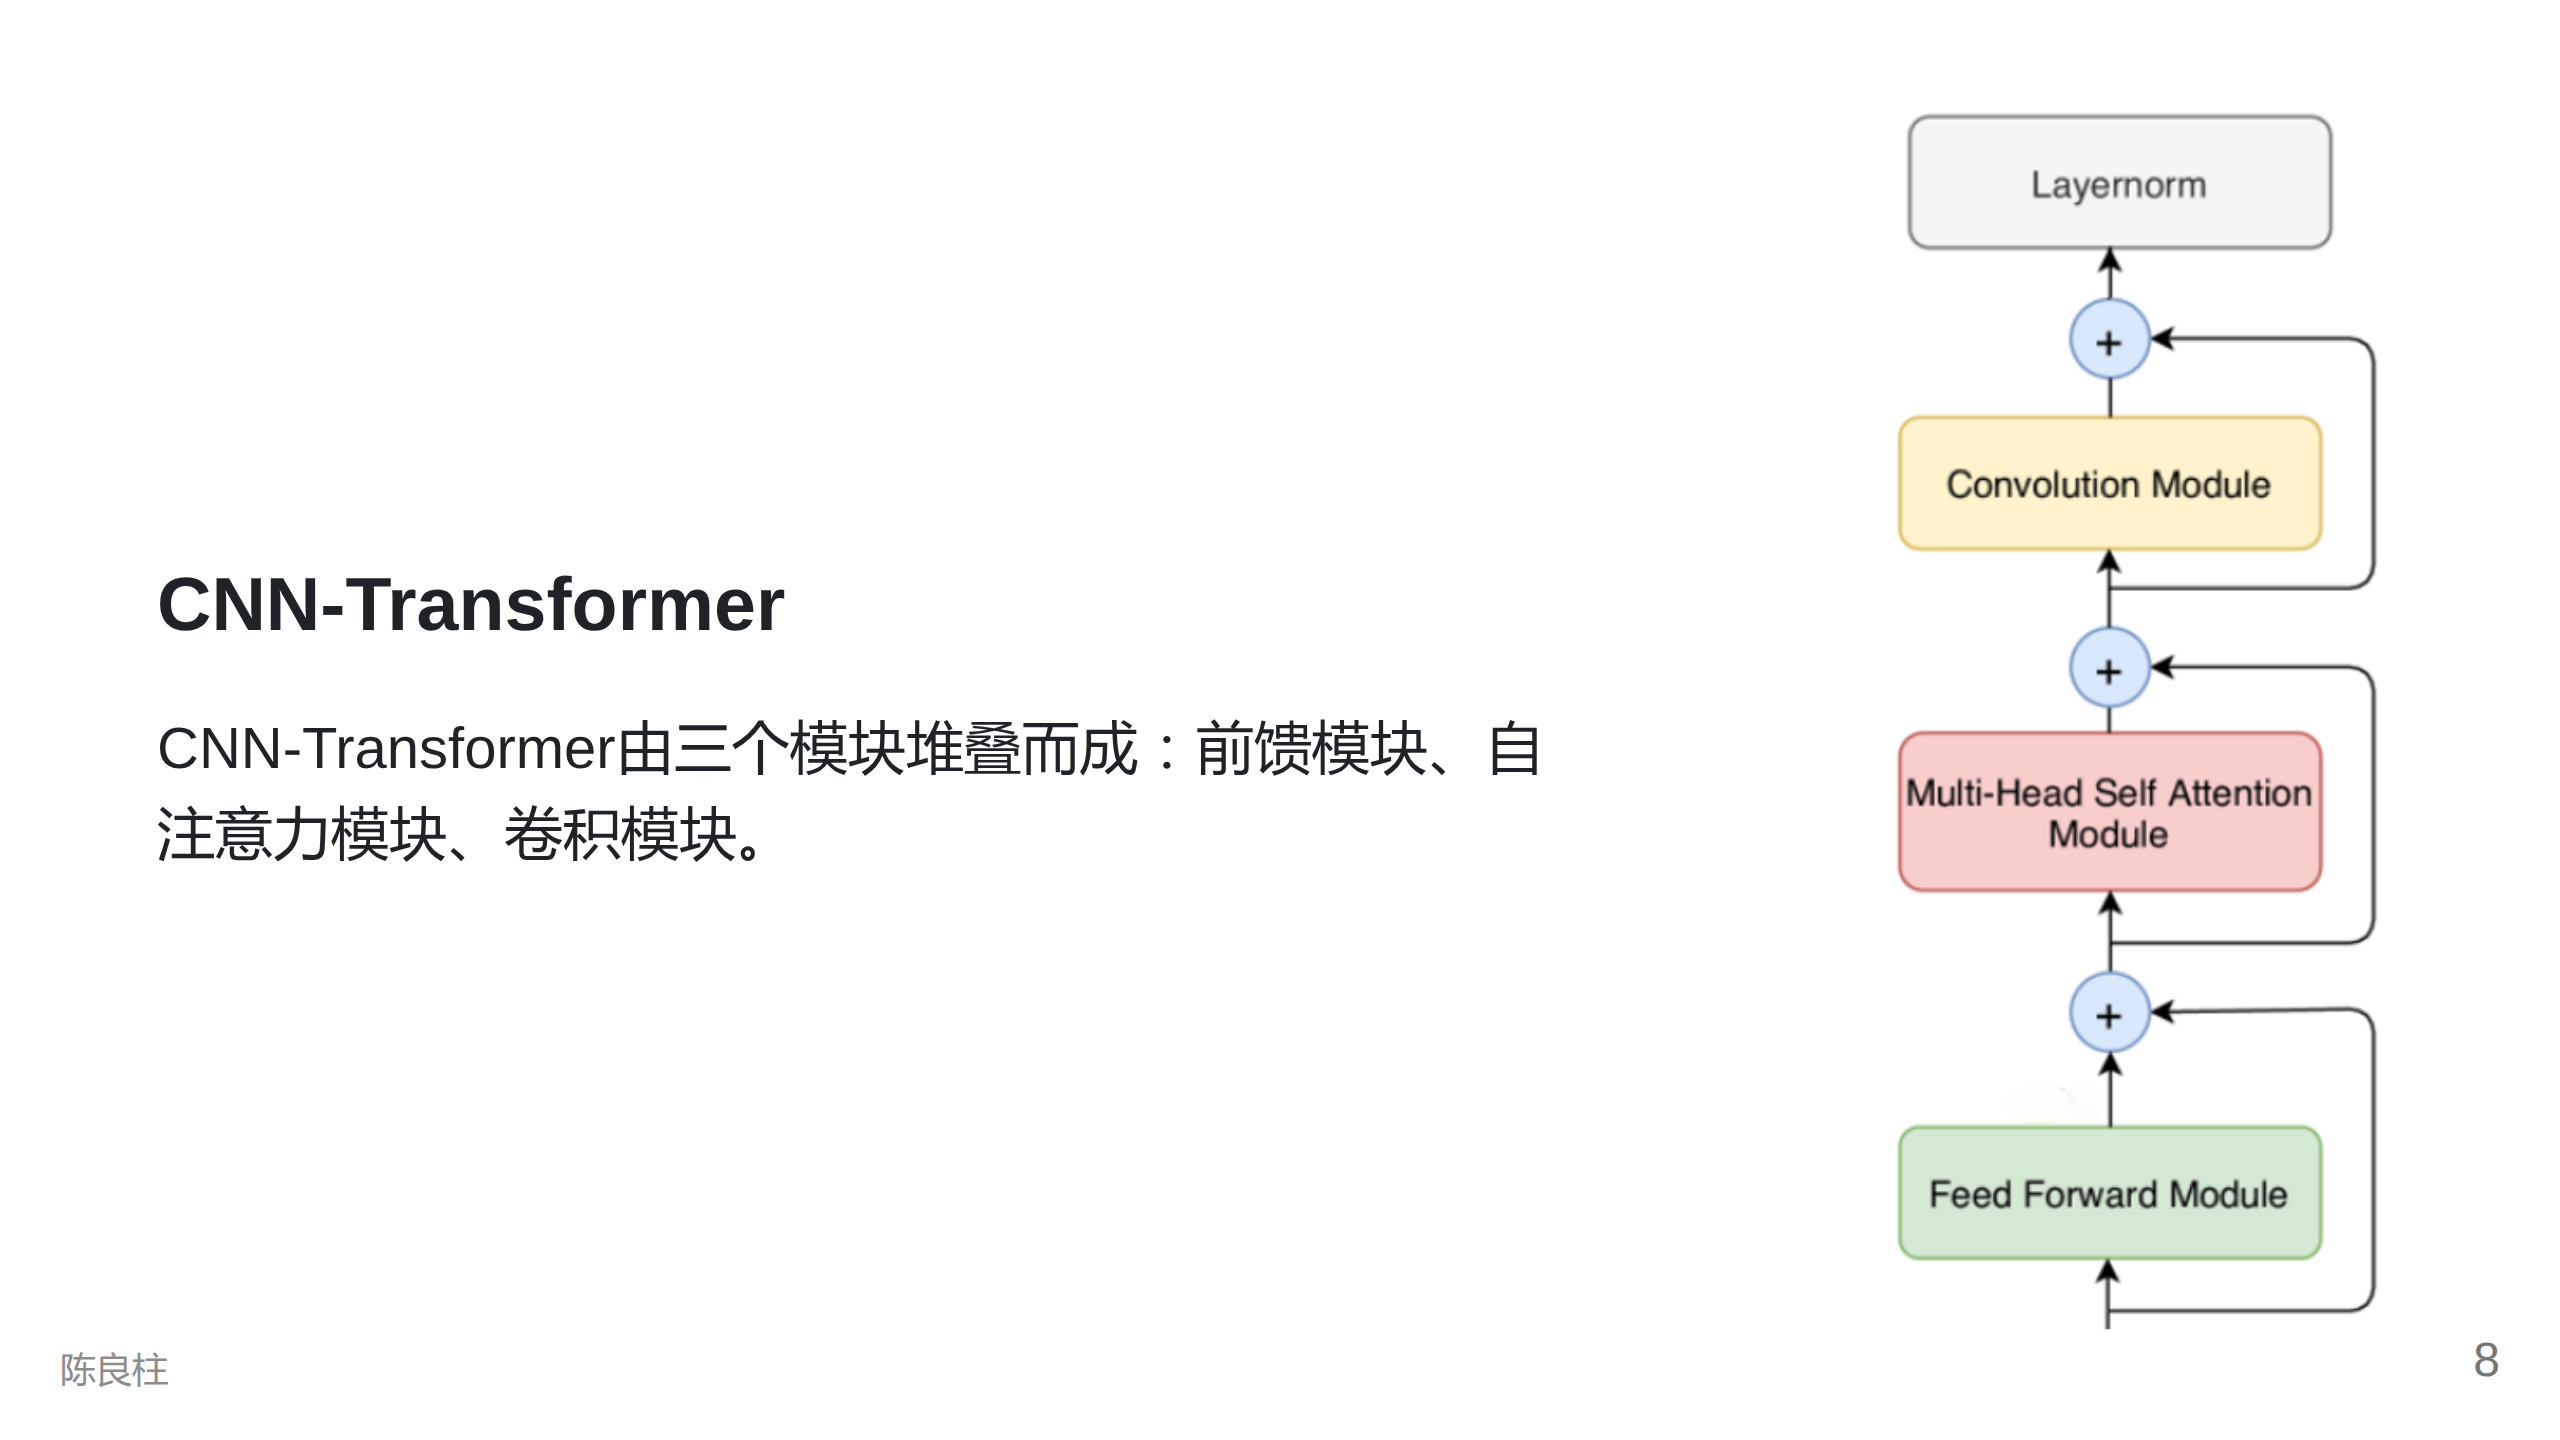 CNN-Transformer
CNN-Transformer由三个模块堆叠而成：前馈模块、自
注意力模块、卷积模块。
Layernorm
+
Convolution Module
+
Multi-Head Self Attention
Module
+
Feed Forward Module
陈良柱
8